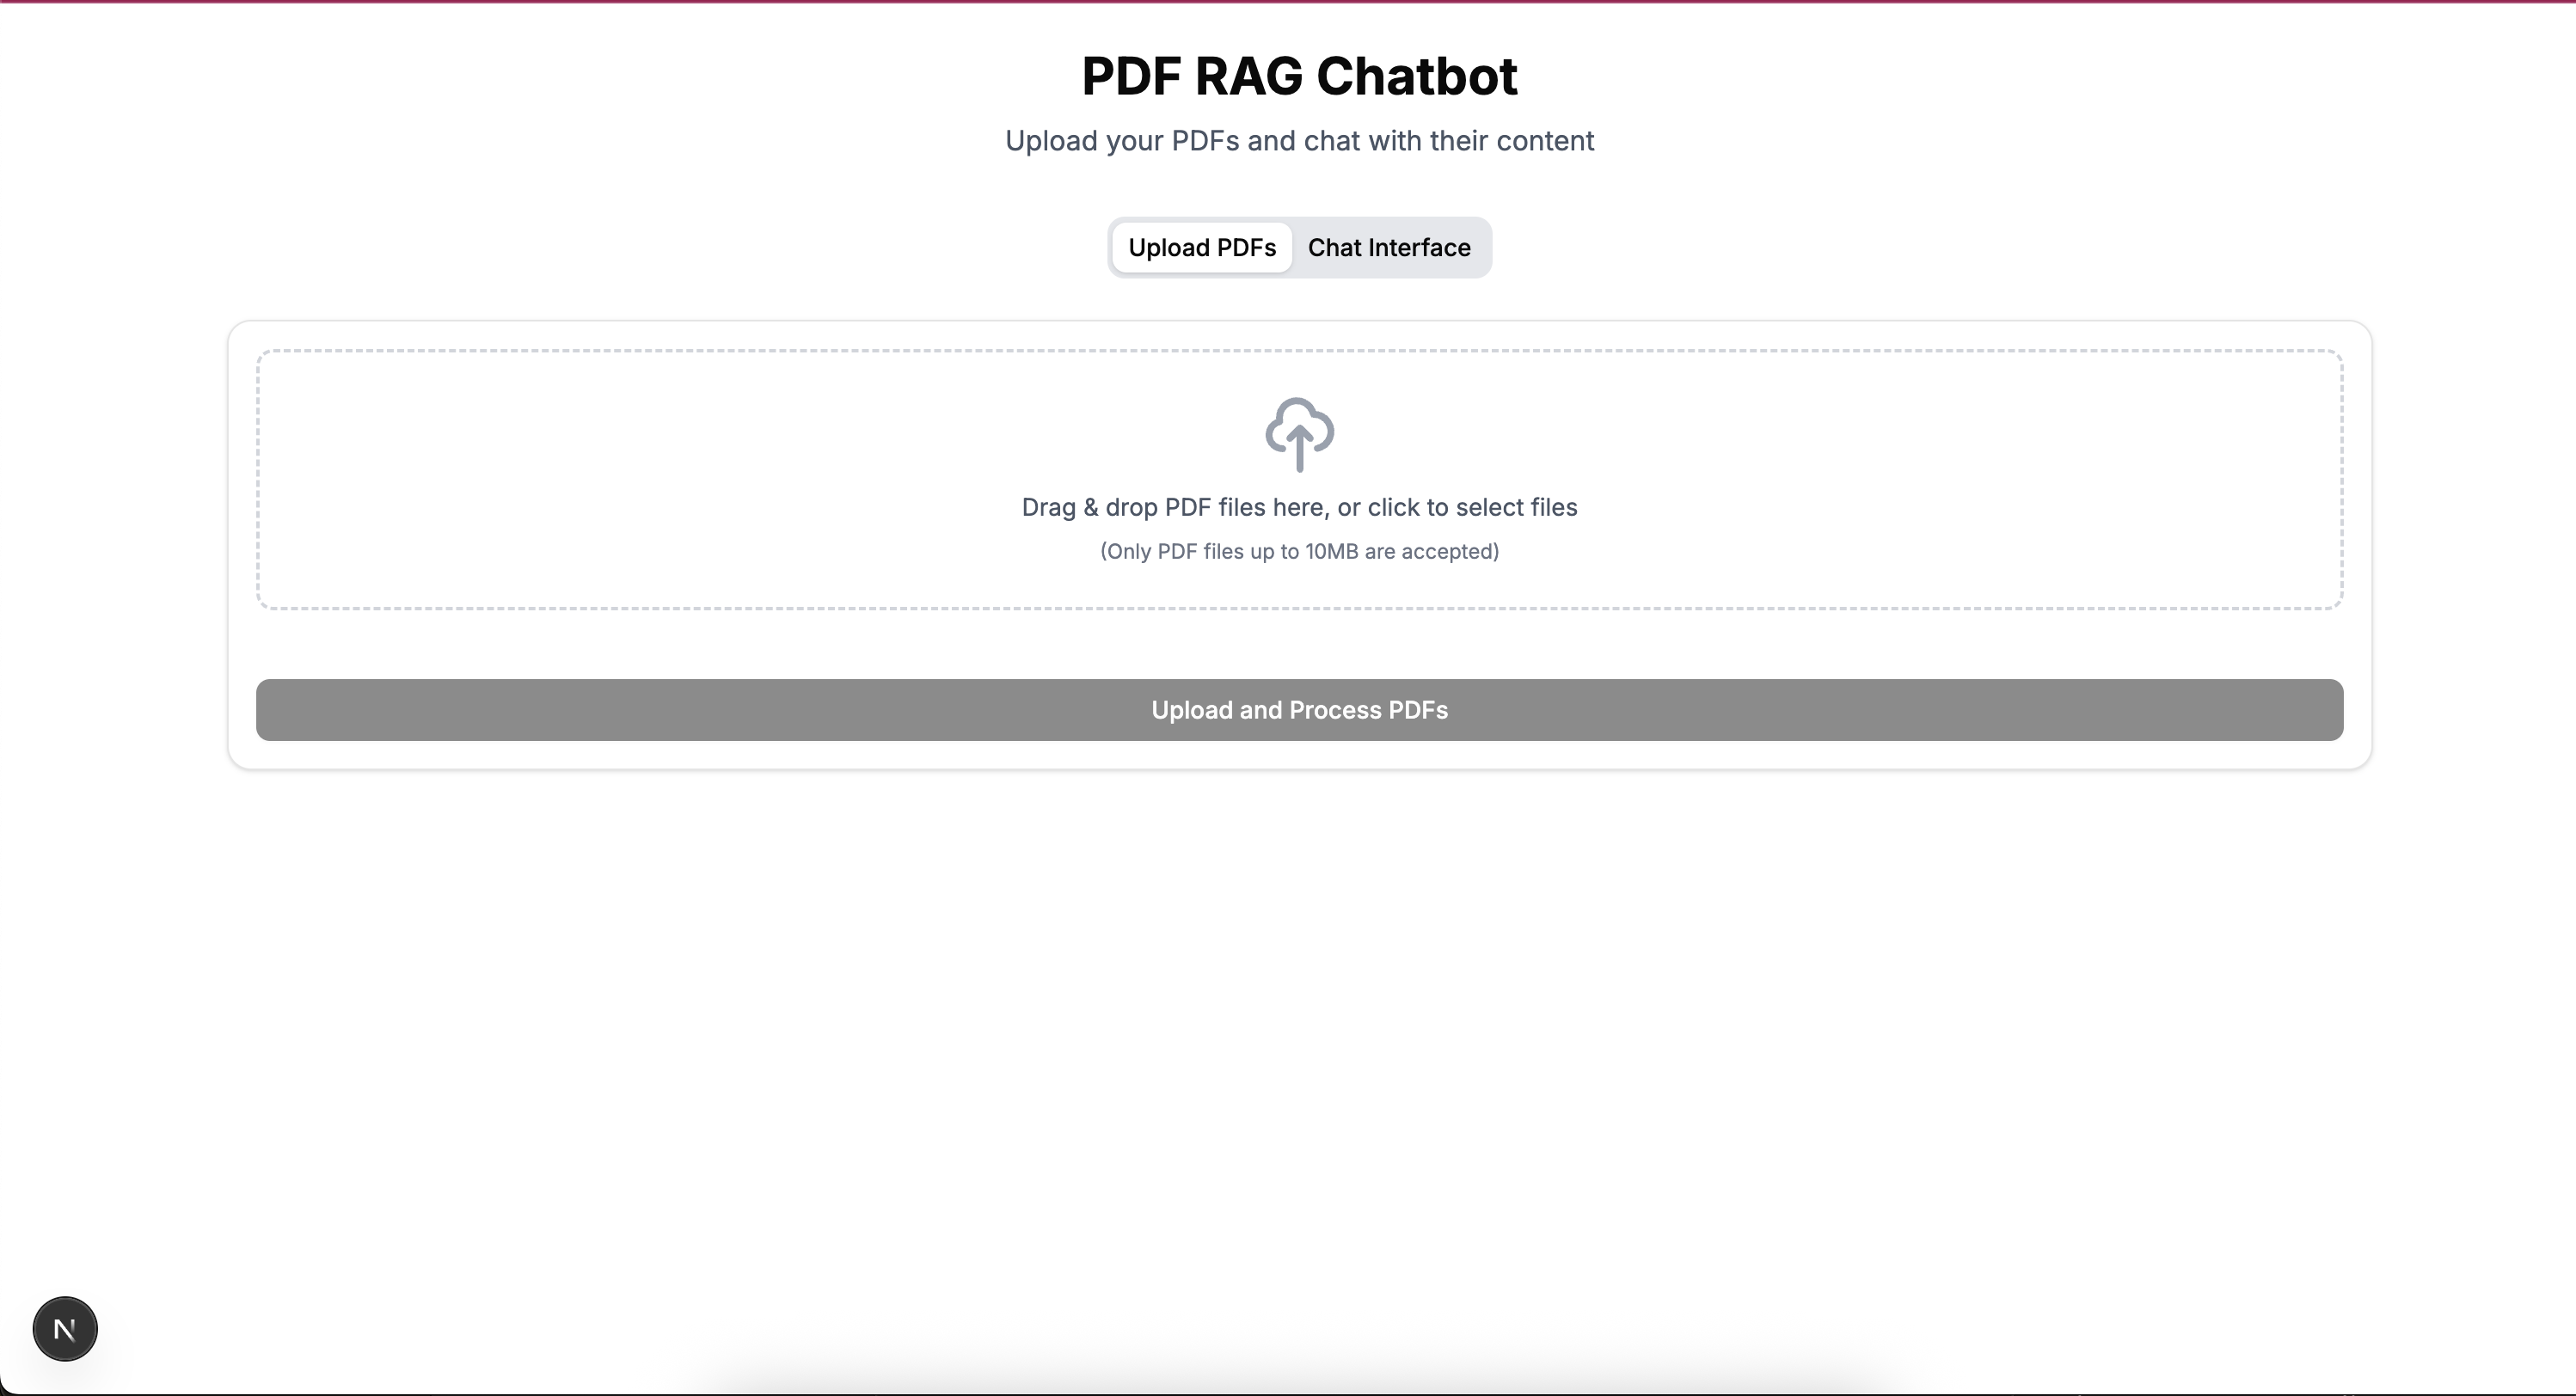 PDF RAG Chatbot
Upload your PDFs and chat with their content
Upload PDFs Chat Interface
Drag & drop PDF files here, or click to select files
(Only PDF files up to 10MB are accepted)
Upload and Process PDFs
N